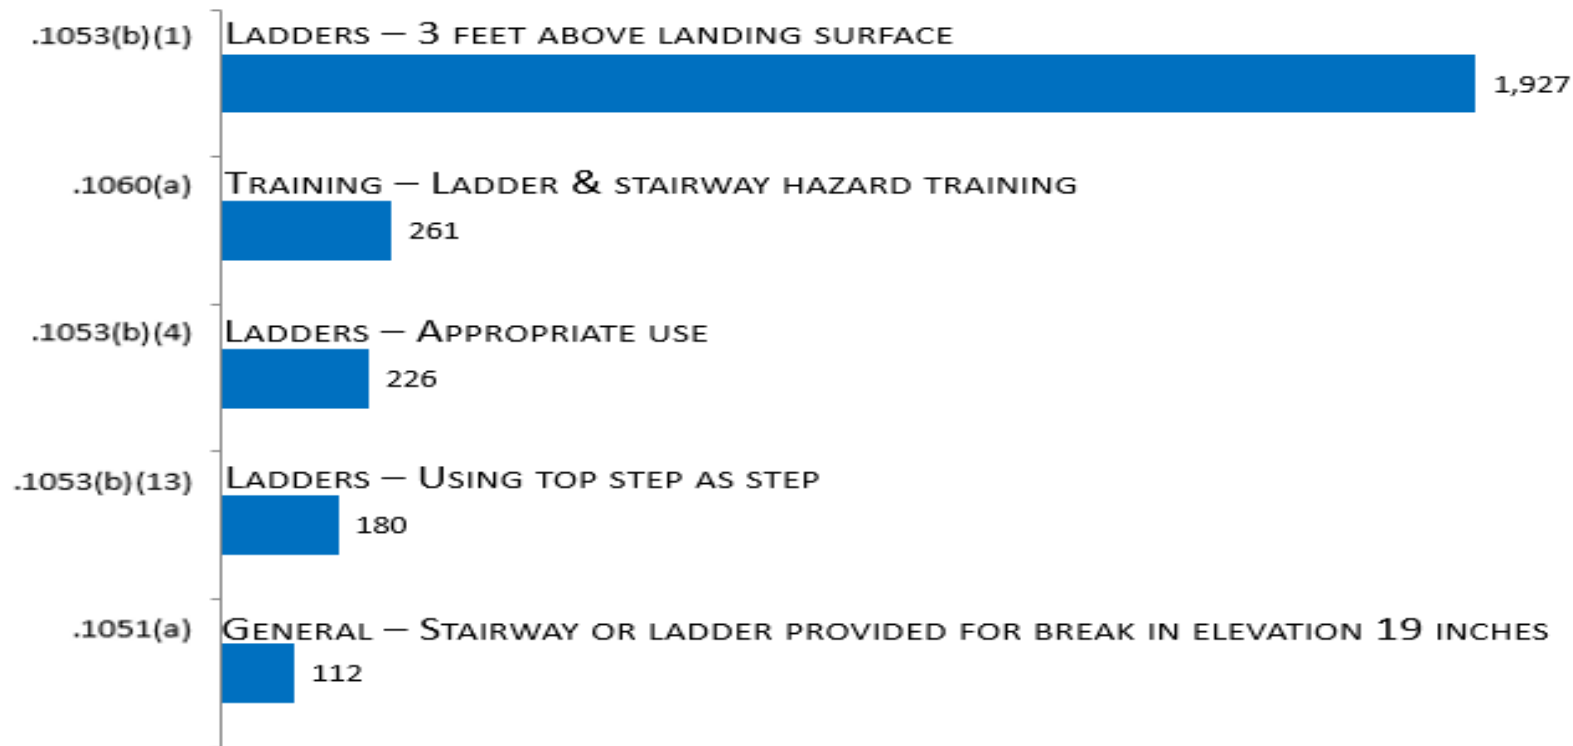 .1053(b)(1) Ladders – 3 feet above landing surface
1,927
.1060(a) Training – Ladder & stairway hazard training
261
.1053(b)(4) Ladders – Appropriate use
226
.1053(b)(13) Ladders – Using top step as step
180
.1051(a) General – Stairway or ladder provided for break in elevation 19 inches
112